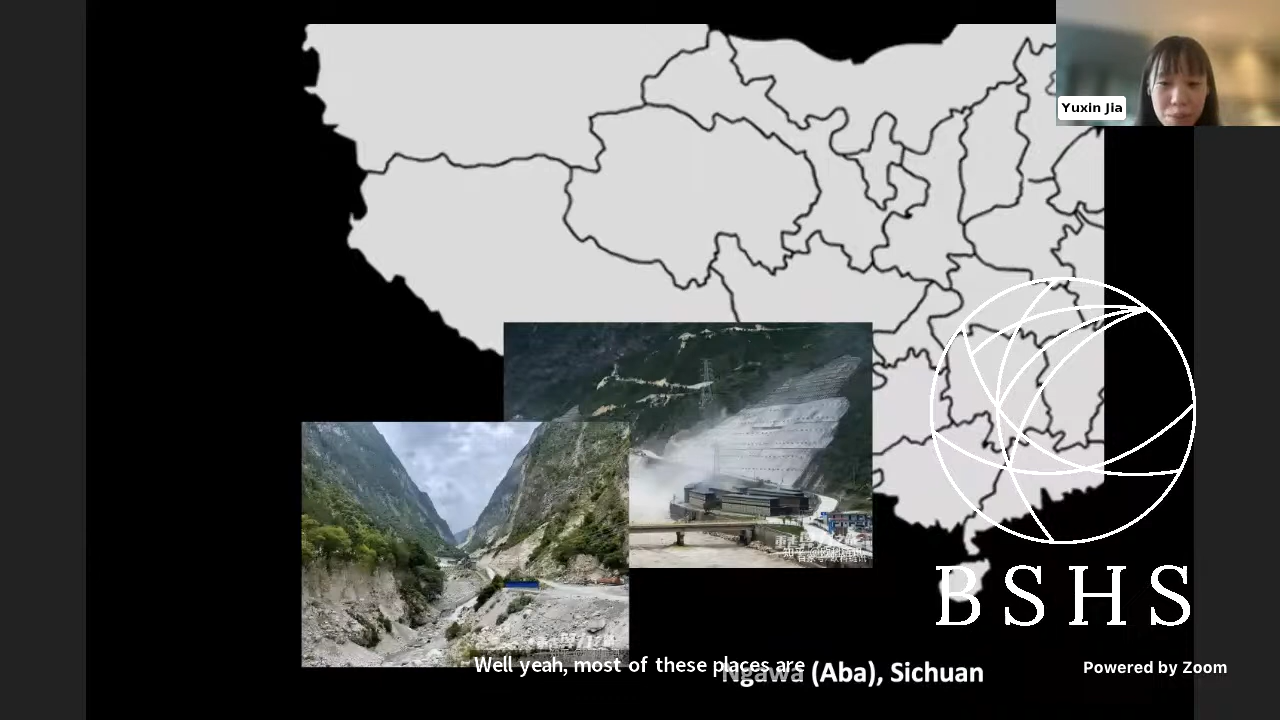 Yuxin Jia
BSHS
Well yeah, most of these places are
Ngawa (Aba), Sichuan
Powered by Zoom